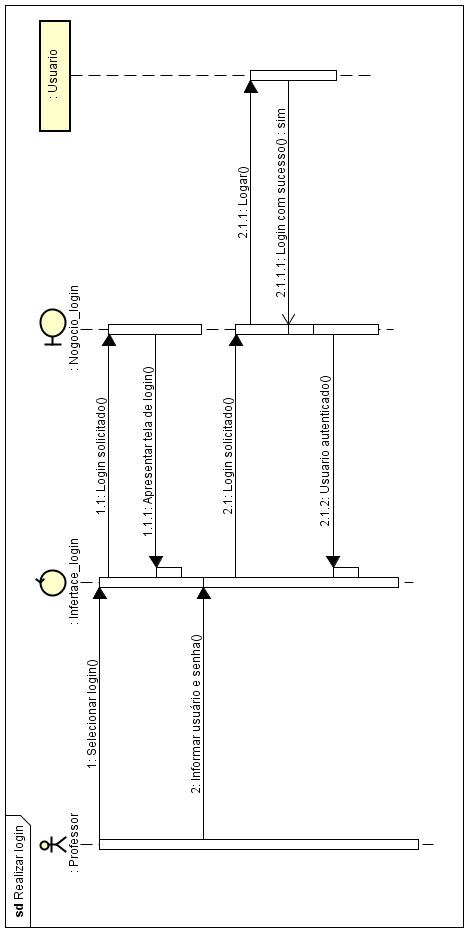 sd Realizar login
: Professor
: Inferface_login
: Nogocio_login
: Usuario
1: Selecionar login()
1.1: Login solicitado()
1.1.1: Apresentar tela de login()
2: Informar usuário e senha()
2.1: Login solicitado()
2.1.1: Logar()
2.1.1.1: Login com sucesso() : sim
2.1.2: Usuario autenticado()